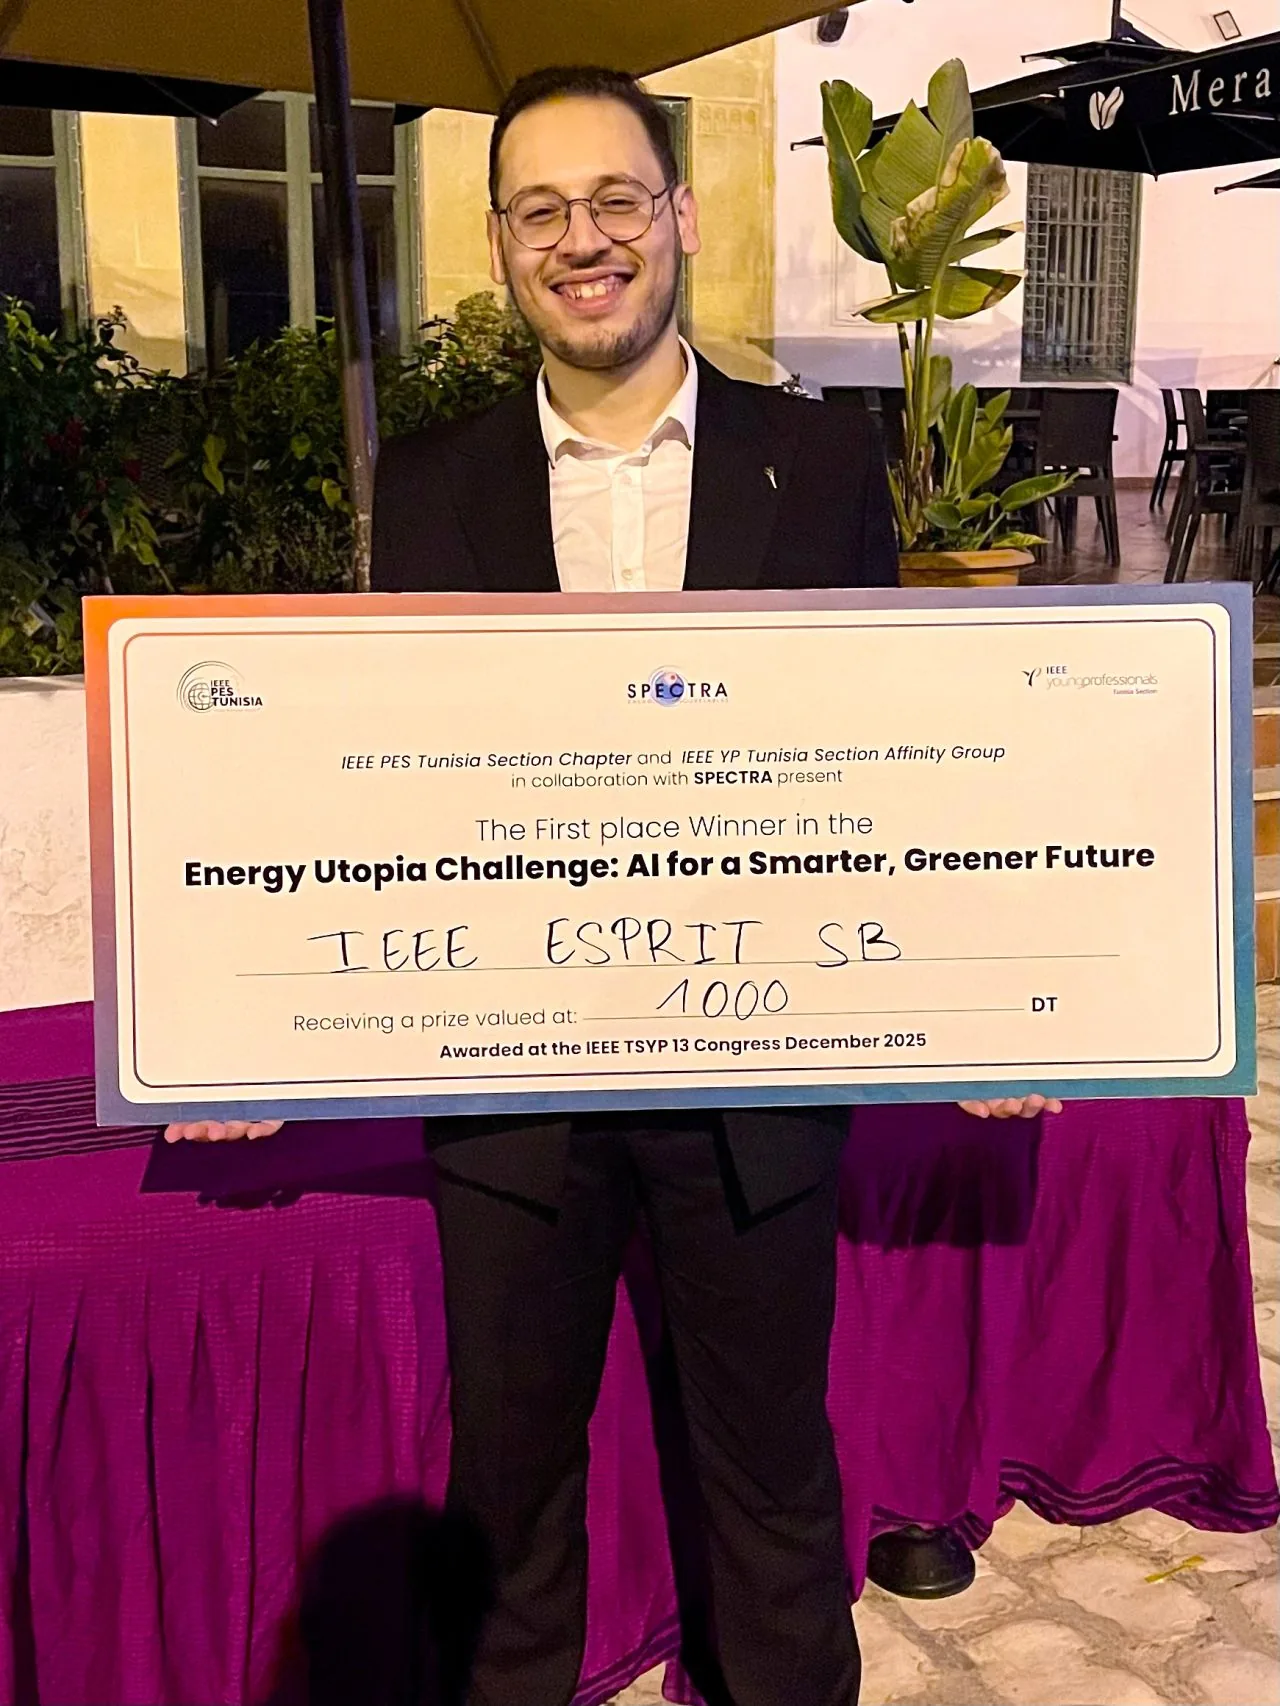 Mera
IEEE
PES
TUNISIA
SPECTRA
IEEE
youngprofessionals
Tunisia Section
IEEE PES Tunisia Section Chapter and IEEE YP Tunisia Section Affinity Group
in collaboration with SPECTRA present
The First place Winner in the
Energy Utopia Challenge: AI for a Smarter, Greener Future
IEEE ESPRIT SB
Receiving a prize valued at: 1000 DT
Awarded at the IEEE TSYP 13 Congress December 2025